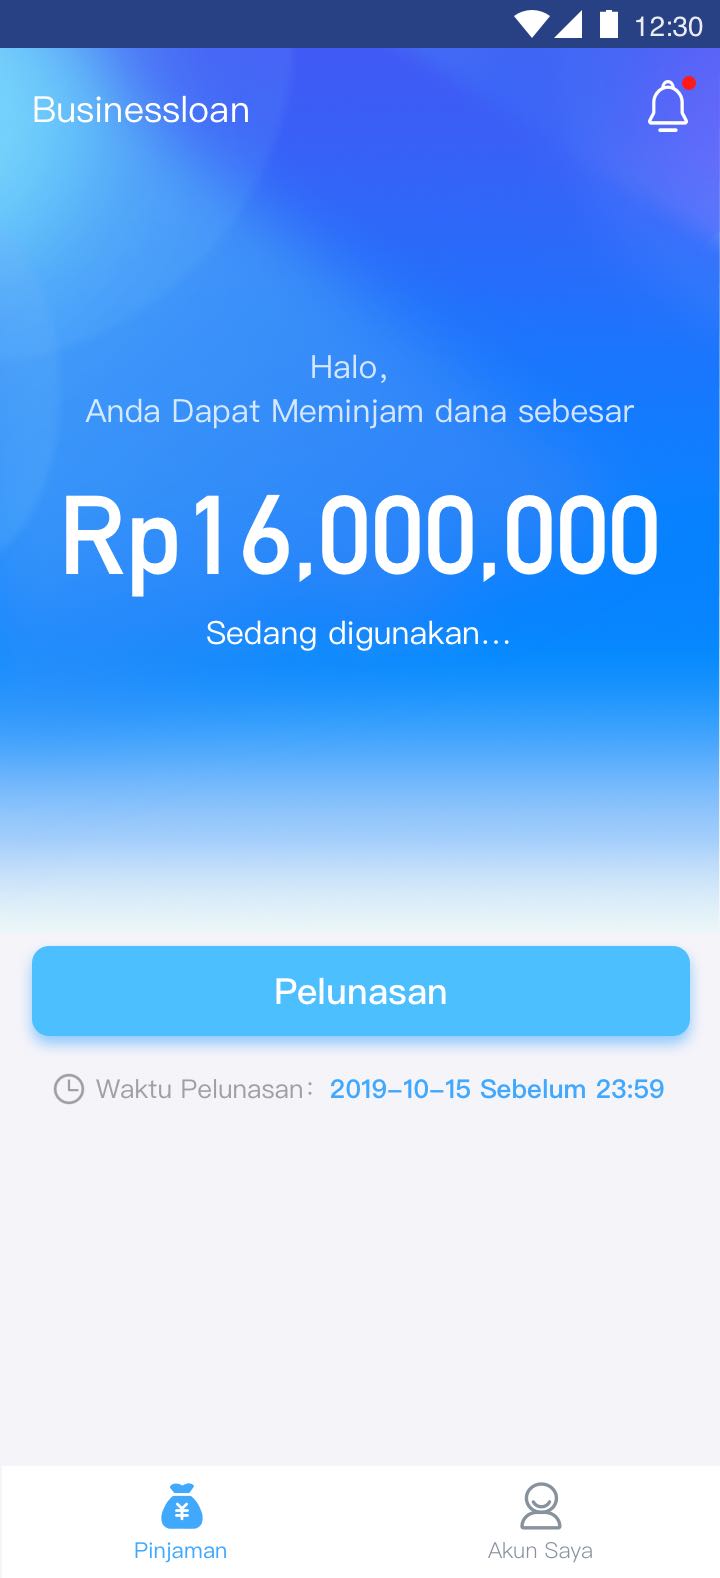 12:30
Businessloan
Halo,
Anda Dapat Meminjam dana sebesar
Rp16,000,000
Sedang digunakan...
Pelunasan
Waktu Pelunasan: 2019-10-15 Sebelum 23:59
¥
Pinjaman
Akun Saya